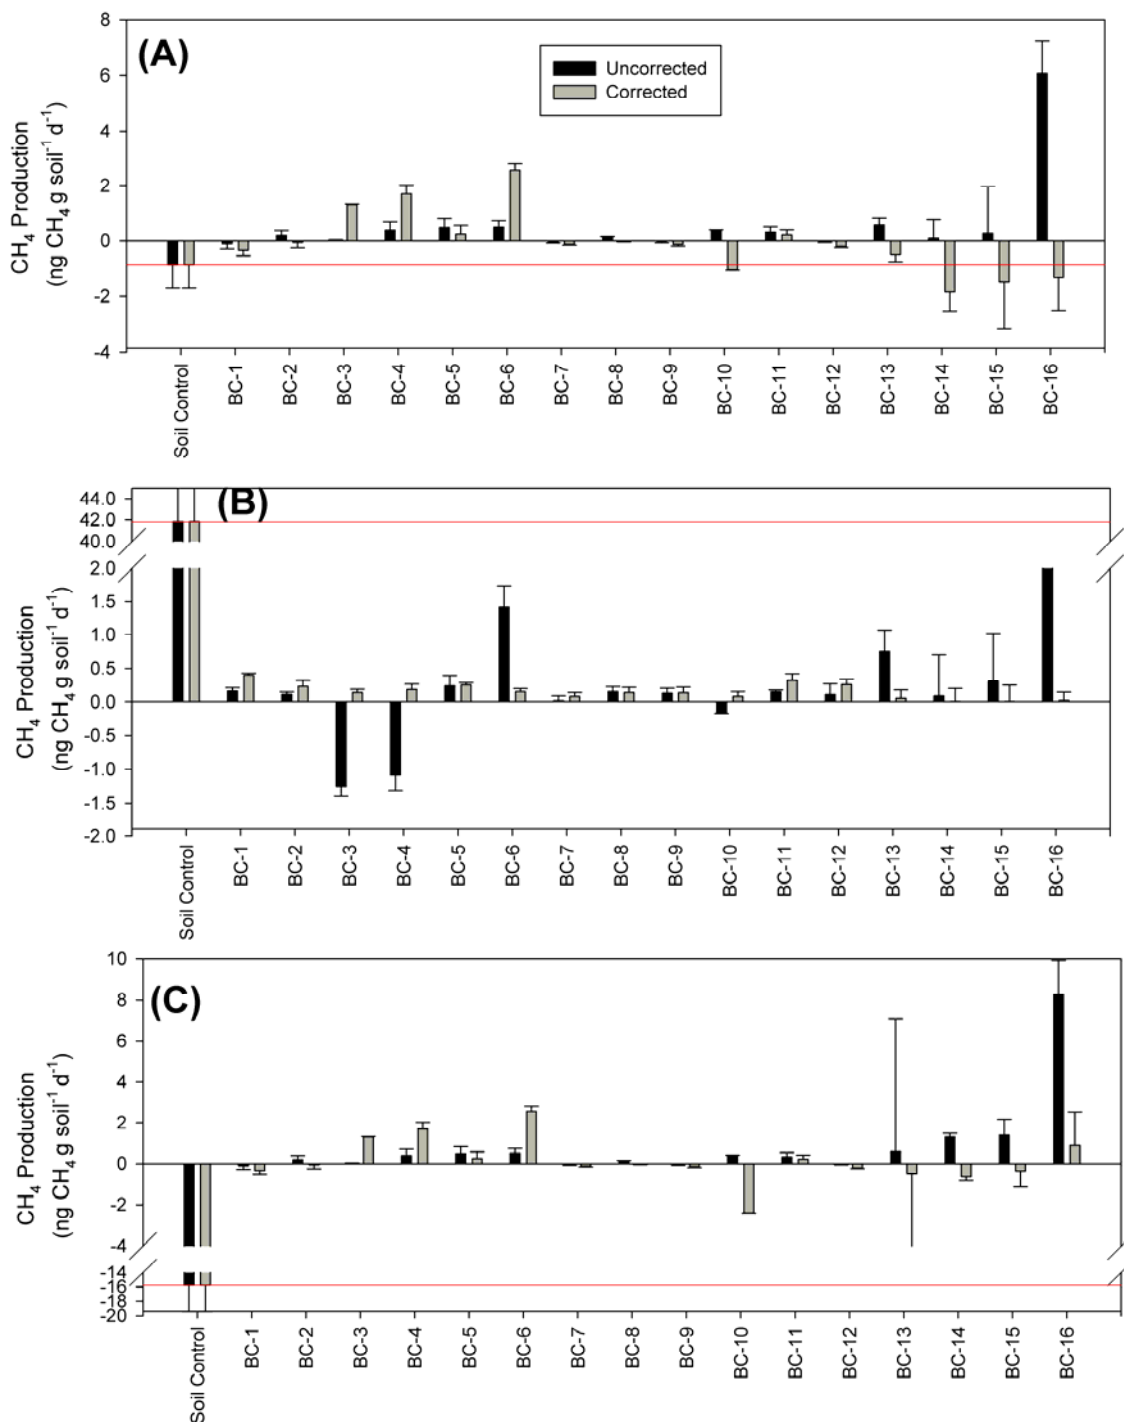 (A)
Uncorrected
Corrected
CH4 Production
(ng CH4 g soil-1 d-1)
8
6
4
2
0
-2
-4
Soil Control
BC-1
BC-2
BC-3
BC-4
BC-5
BC-6
BC-7
BC-8
BC-9
BC-10
BC-11
BC-12
BC-13
BC-14
BC-15
BC-16
(B)
CH4 Production
(ng CH4 g soil-1 d-1)
44.0
42.0
40.0
2.0
1.5
1.0
0.5
0.0
-0.5
-1.0
-1.5
-2.0
Soil Control
BC-1
BC-2
BC-3
BC-4
BC-5
BC-6
BC-7
BC-8
BC-9
BC-10
BC-11
BC-12
BC-13
BC-14
BC-15
BC-16
(C)
CH4 Production
(ng CH4 g soil-1 d-1)
10
8
6
4
2
0
-2
-4
-14
-16
-18
-20
Soil Control
BC-1
BC-2
BC-3
BC-4
BC-5
BC-6
BC-7
BC-8
BC-9
BC-10
BC-11
BC-12
BC-13
BC-14
BC-15
BC-16